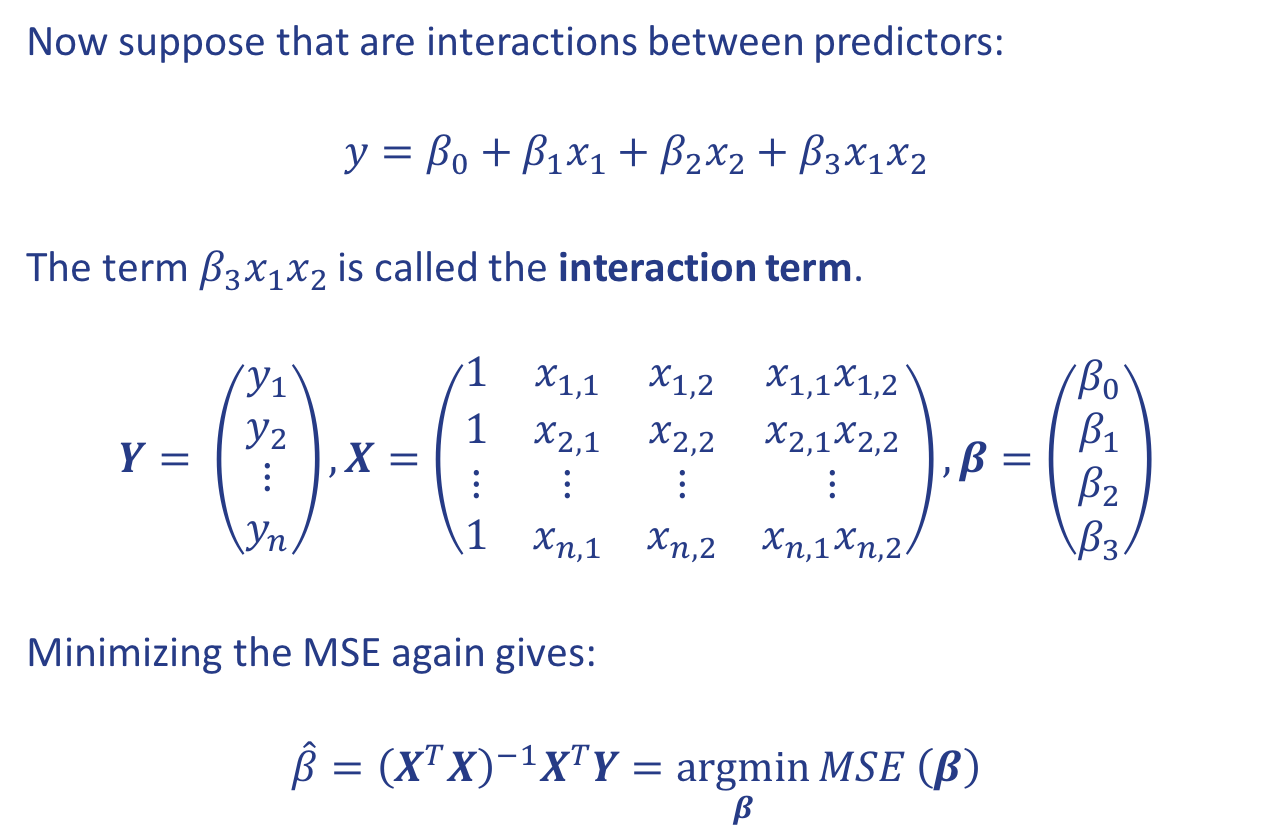 Now suppose that are interactions between predictors:
y = β₀ + β₁x₁ + β₂x₂ + β₃x₁x₂
The term β₃x₁x₂ is called the interaction term.
Y = (y₁ y₂ ⋮ yₙ), X = (1 x₁,₁ x₁,₂ x₁,₁x₁,₂ 1 x₂,₁ x₂,₂ x₂,₁x₂,₂ ⋮ ⋮ ⋮ ⋮ 1 xₙ,₁ xₙ,₂ xₙ,₁xₙ,₂), β = (β₀ β₁ β₂ β₃)
Minimizing the MSE again gives:
β̂ = (XᵀX)⁻¹XᵀY = argmin MSE (β)
β